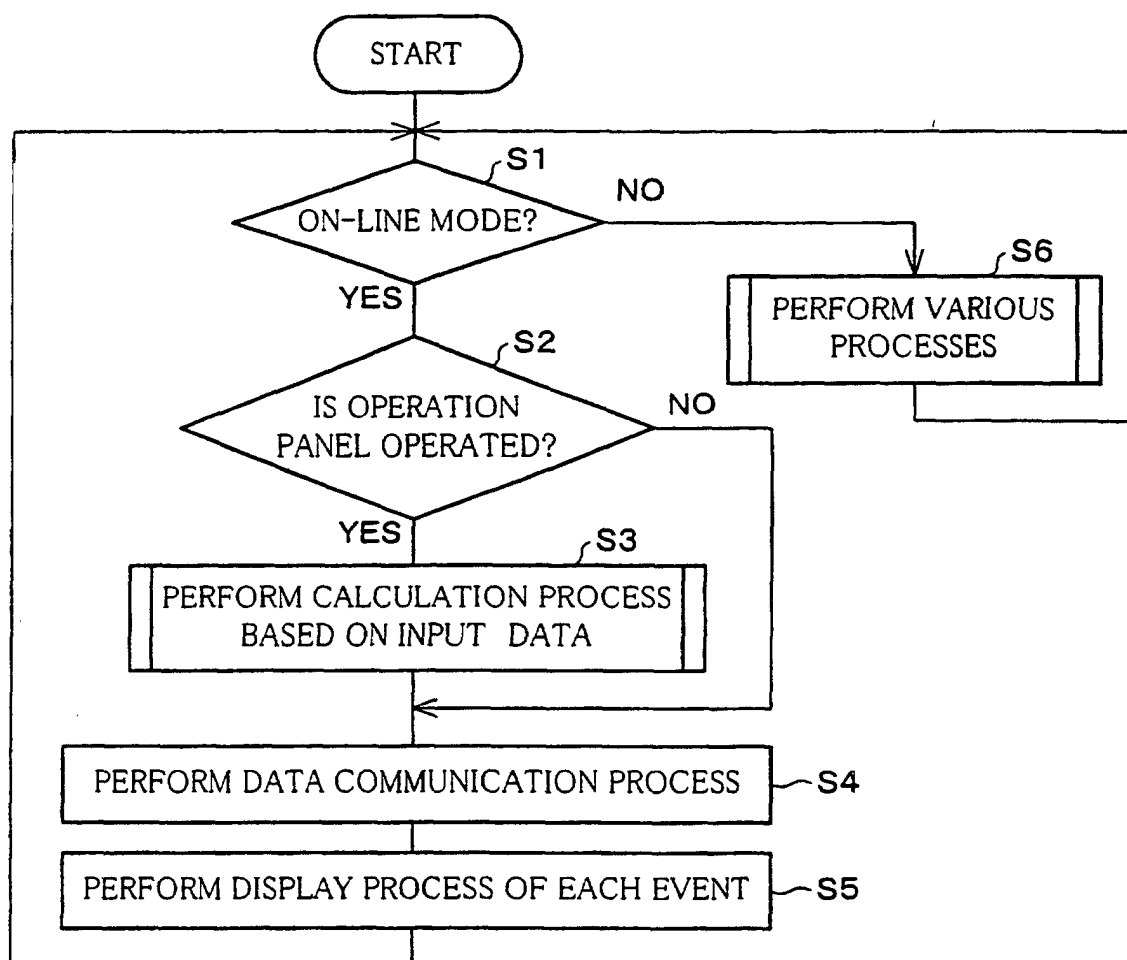 START
S1
ON-LINE MODE?
NO
YES
S6
PERFORM VARIOUS
PROCESSES
S2
IS OPERATION
PANEL OPERATED?
NO
YES
S3
PERFORM CALCULATION PROCESS
BASED ON INPUT DATA
PERFORM DATA COMMUNICATION PROCESS
S4
PERFORM DISPLAY PROCESS OF EACH EVENT
S5